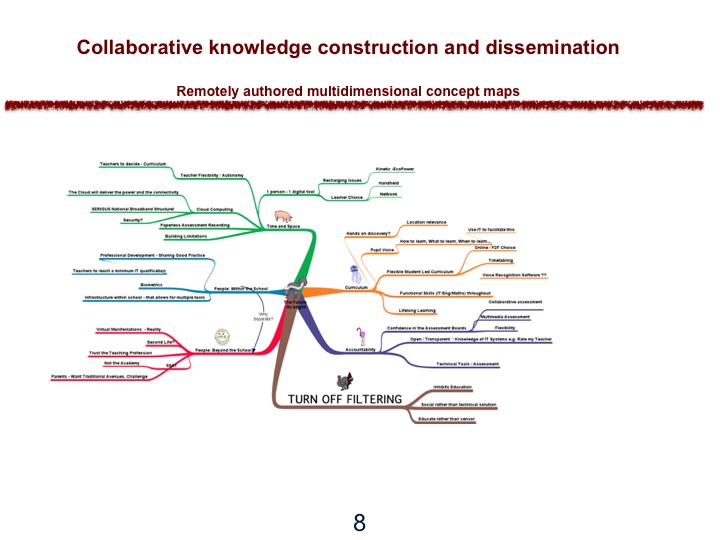 Collaborative knowledge construction and dissemination
Remotely authored multidimensional concept maps
Teachers to decide - Curriculum
Teacher Flexibility / Autonomy
The Cloud will deliver the power and the connectivity
SERIOUS National Broadband Structure!
Cloud Computing
Security?
Paperless Assessment Recording
Building Limitations
Time and Space
1 person - 1 digital tool
Recharging Issues
Kinetic -EcoPower
Handheld
Learner Choice
Netbook
Professional Development - Sharing Good Practice
Teachers to reach a minimum IT qualification
Biometrics
Infrastructure within school - that allows for multiple tools
People: Within the School
Why
Separate?
Virtual Manifestations - Reality
Second Life?
Trust the Teaching Profession
Not the Academy
Parents - Want Traditional Avenues, Challenge
People: Beyond the School
The Future
Location relevance
Hands on discovery?
Pupil Voice
How to learn, What to learn, When to learn...
Use IT to facilitate this
Online / F2F Choice
Timetabling
Flexible Student Led Curriculum
Voice Recognition Software ??
Curriculum
Functional Skills (IT/Eng/Maths) throughout
Lifelong Learning
Collaborative assessment
Multimedia Assessment
Confidence in the Assessment Boards
Flexibility
Open / Transparent / Knowledge of IT Systems e.g. Rate my Teacher
Accountability
Technical Tools / Assessment
TURN OFF FILTERING
Inhibits Education
Social rather than technical solution
Educate rather than censor
8